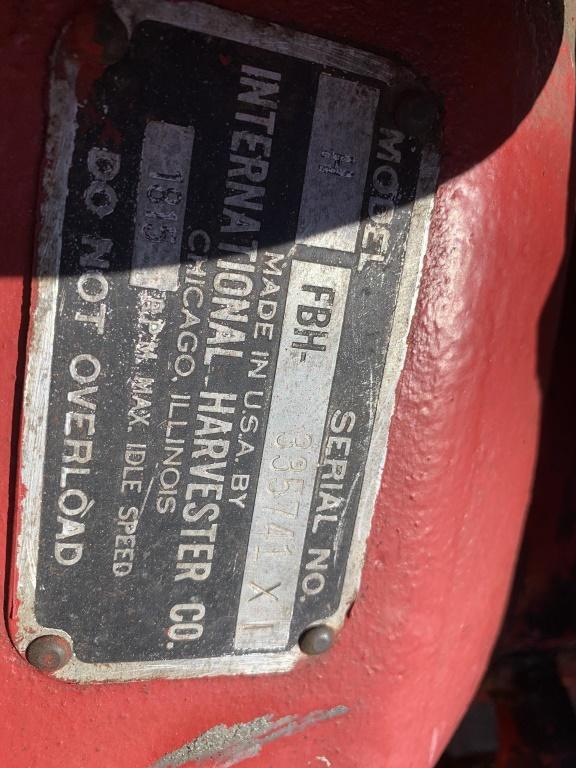 MODEL SERIAL NO.
H FBH- 335741 X 1
MADE IN U.S.A. BY
INTERNATIONAL HARVESTER CO.
CHICAGO, ILLINOIS
1815 R.P.M. MAX IDLE SPEED
DO NOT OVERLOAD